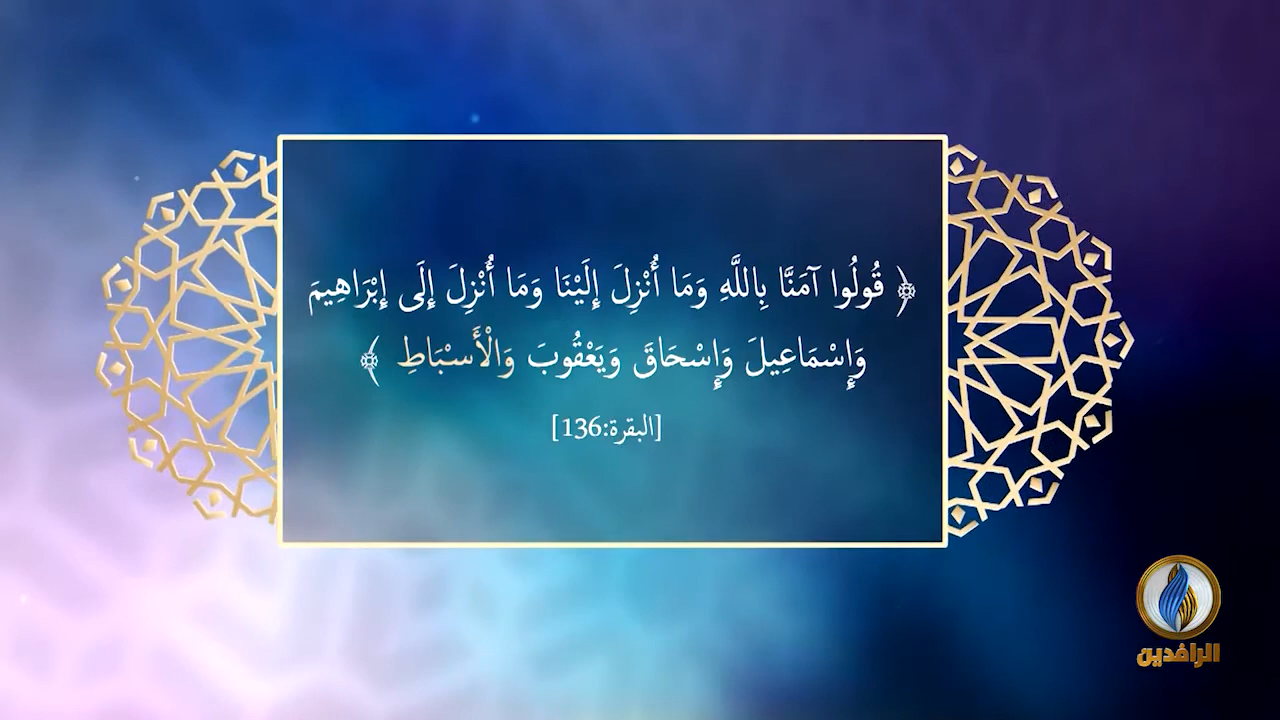 ﴿ قُولُوا آمَنَّا بِاللَّهِ وَمَا أُنْزِلَ إِلَيْنَا وَمَا أُنْزِلَ إِلَى إِبْرَاهِيمَ
وَإِسْمَاعِيلَ وَإِسْحَاقَ وَيَعْقُوبَ وَالْأَسْبَاطِ ﴾
[البقرة:136]
الرافدين